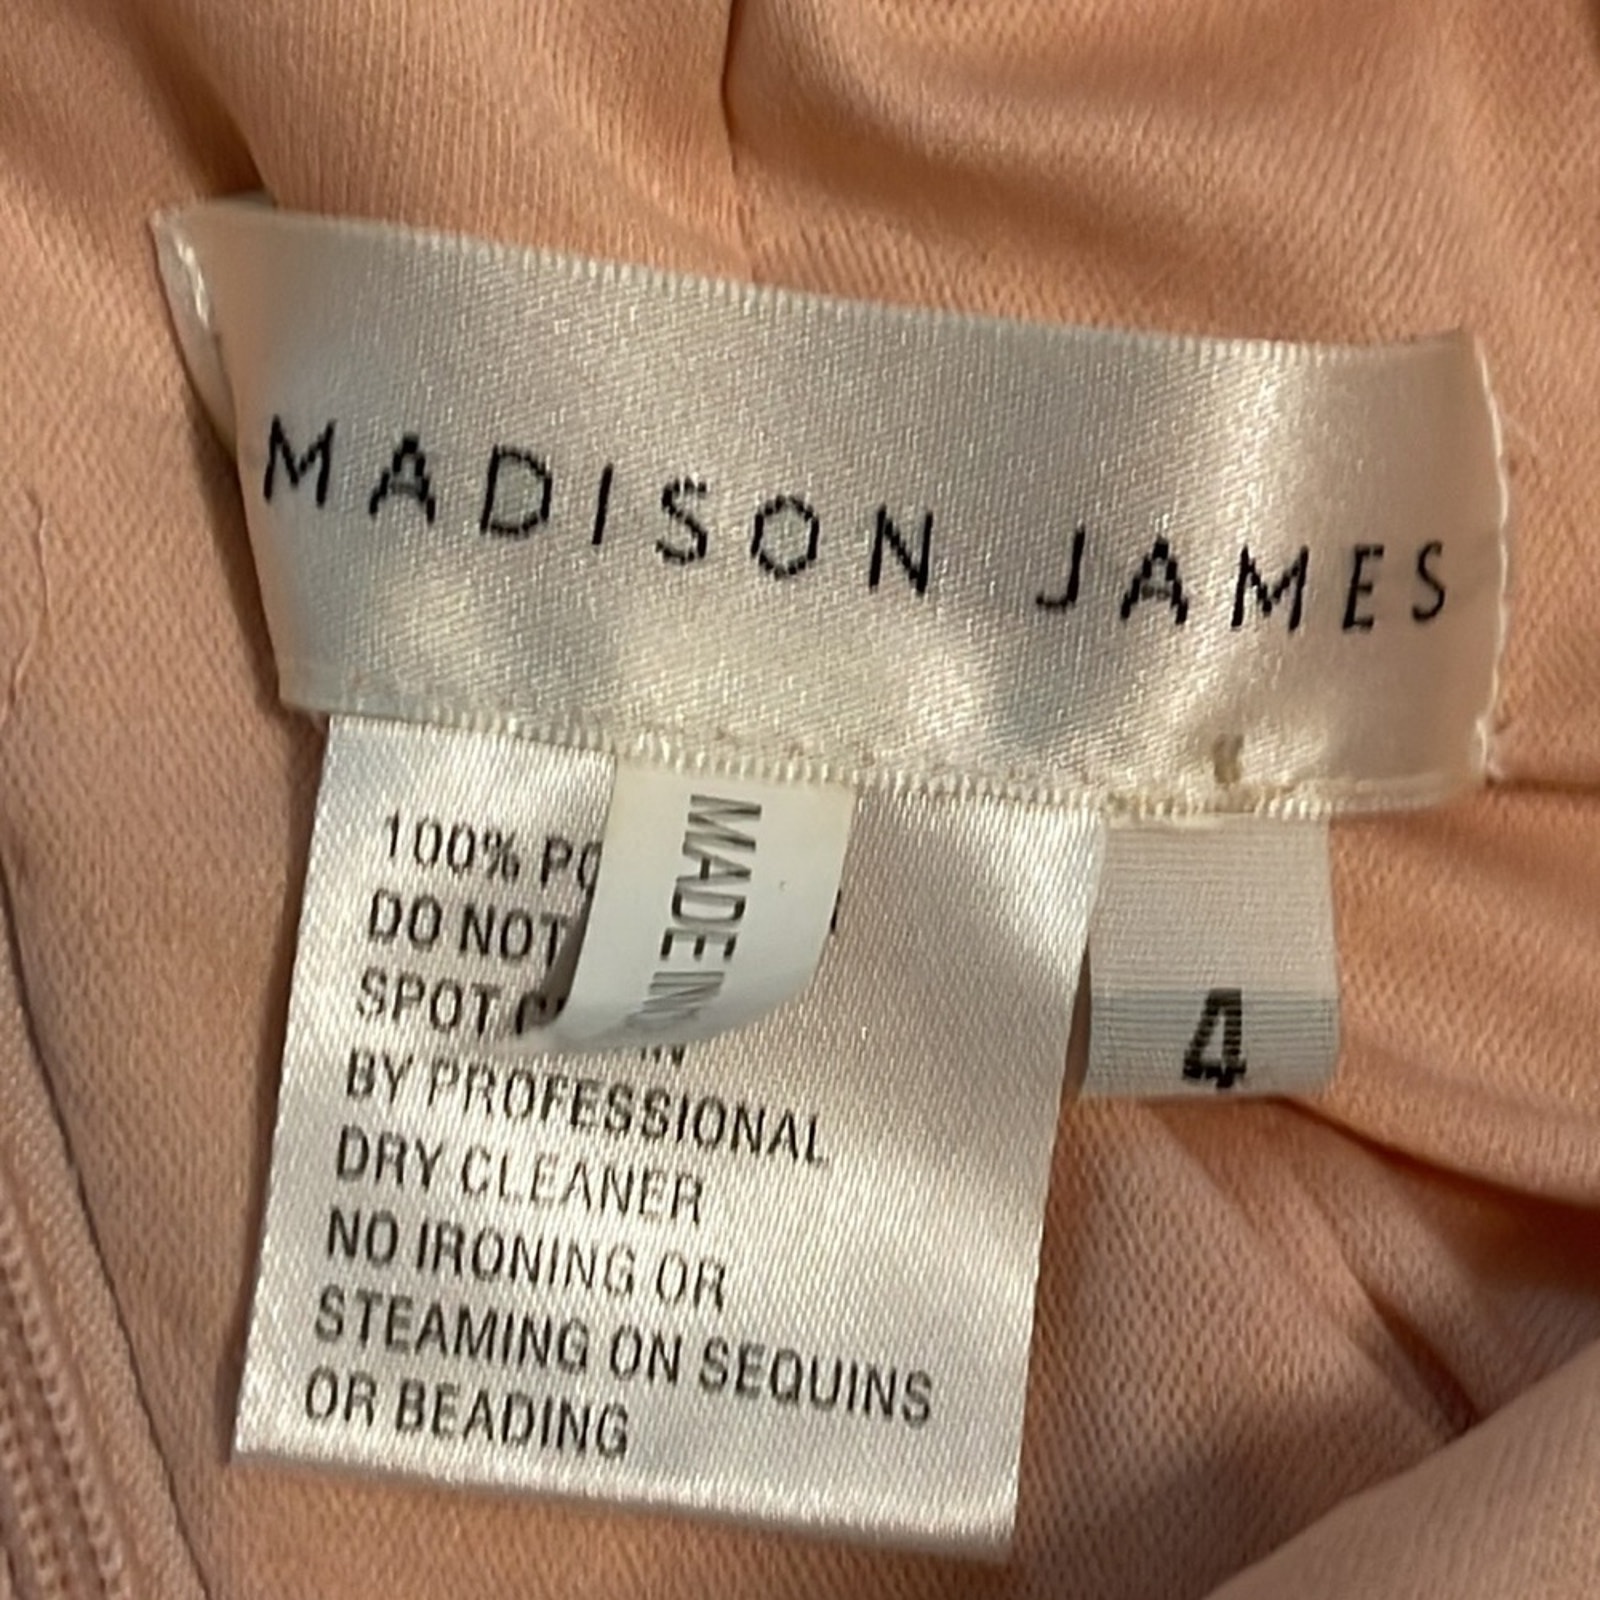 MADISON JAMES
100%
DO NOT
SPOT
BY PROFESSIONAL
DRY CLEANER
NO IRONING OR
STEAMING ON SEQUINS
OR BEADING
MADE IN
4